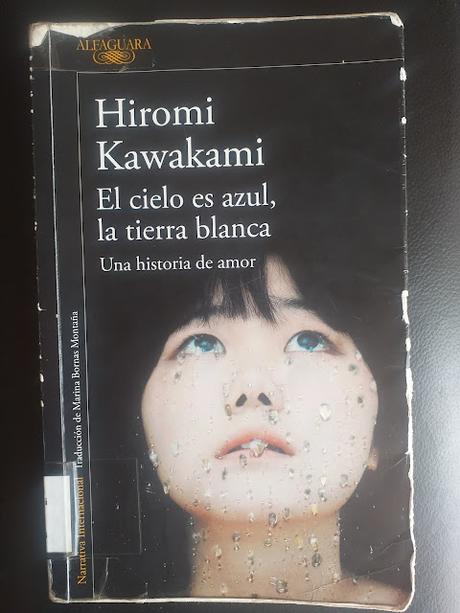 ALFAGUARA
Hiromi
Kawakami
El cielo es azul,
la tierra blanca
Una historia de amor
Narrativa Internacional
Traducción de Marina Bornas Montaña